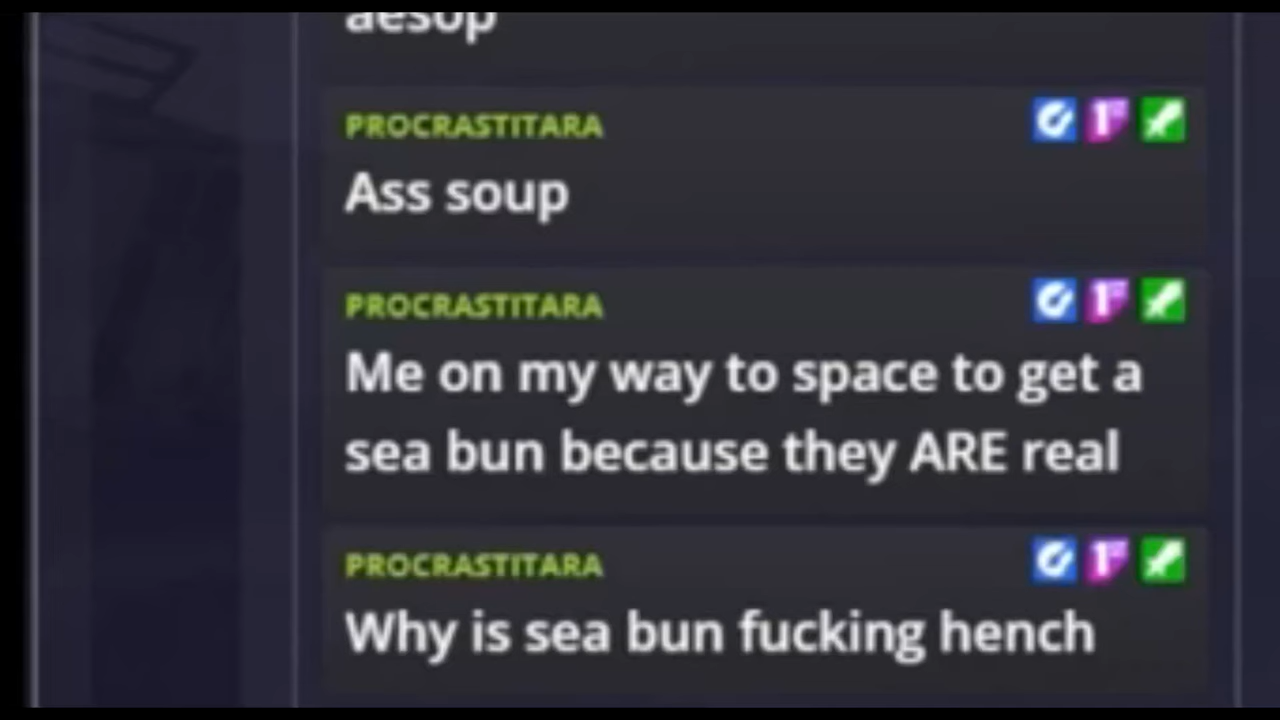 aesop
PROCRASTITARA
Ass soup
PROCRASTITARA
Me on my way to space to get a
sea bun because they ARE real
PROCRASTITARA
Why is sea bun fucking hench